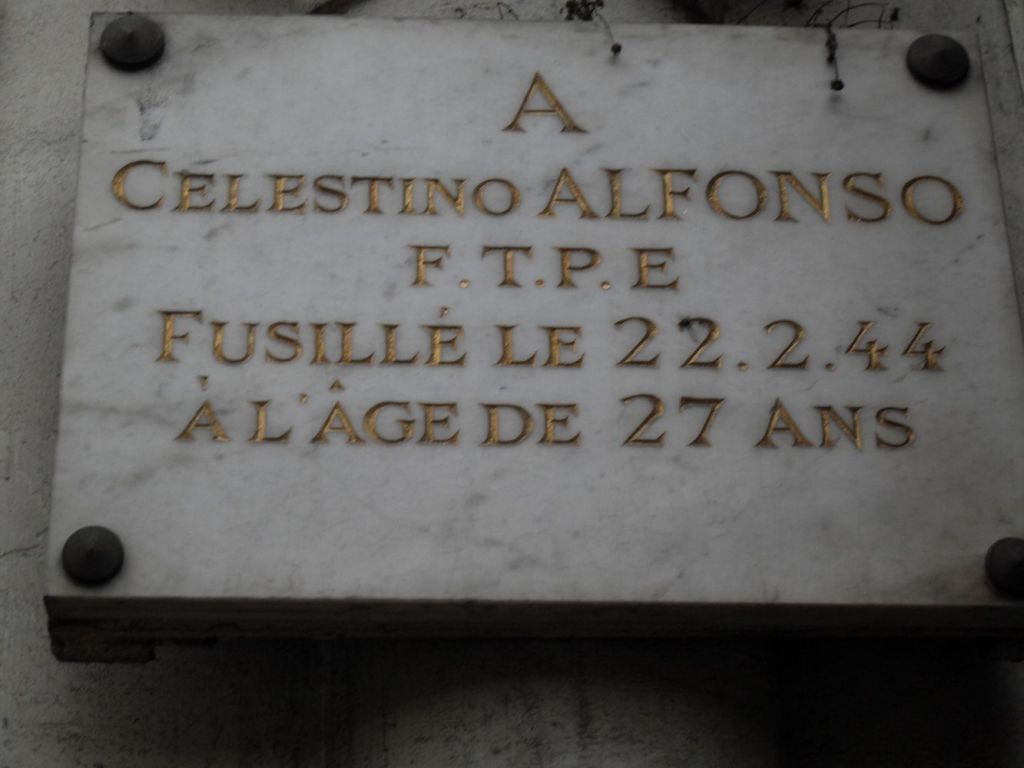 A
CELESTINO ALFONSO
F.T.P.E
FUSILLÉ LE 22.2.44
À L'ÂGE DE 27 ANS